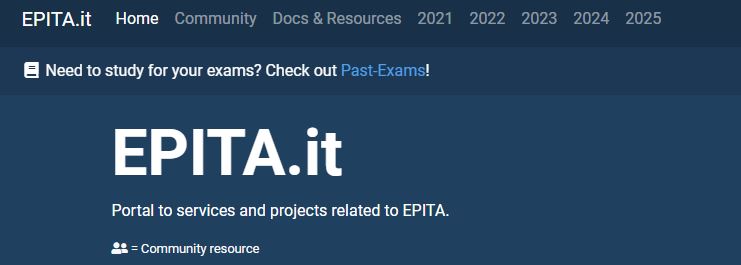 EPITA.it Home Community Docs & Resources 2021 2022 2023 2024 2025
Need to study for your exams? Check out Past-Exams!
EPITA.it
Portal to services and projects related to EPITA.
= Community resource